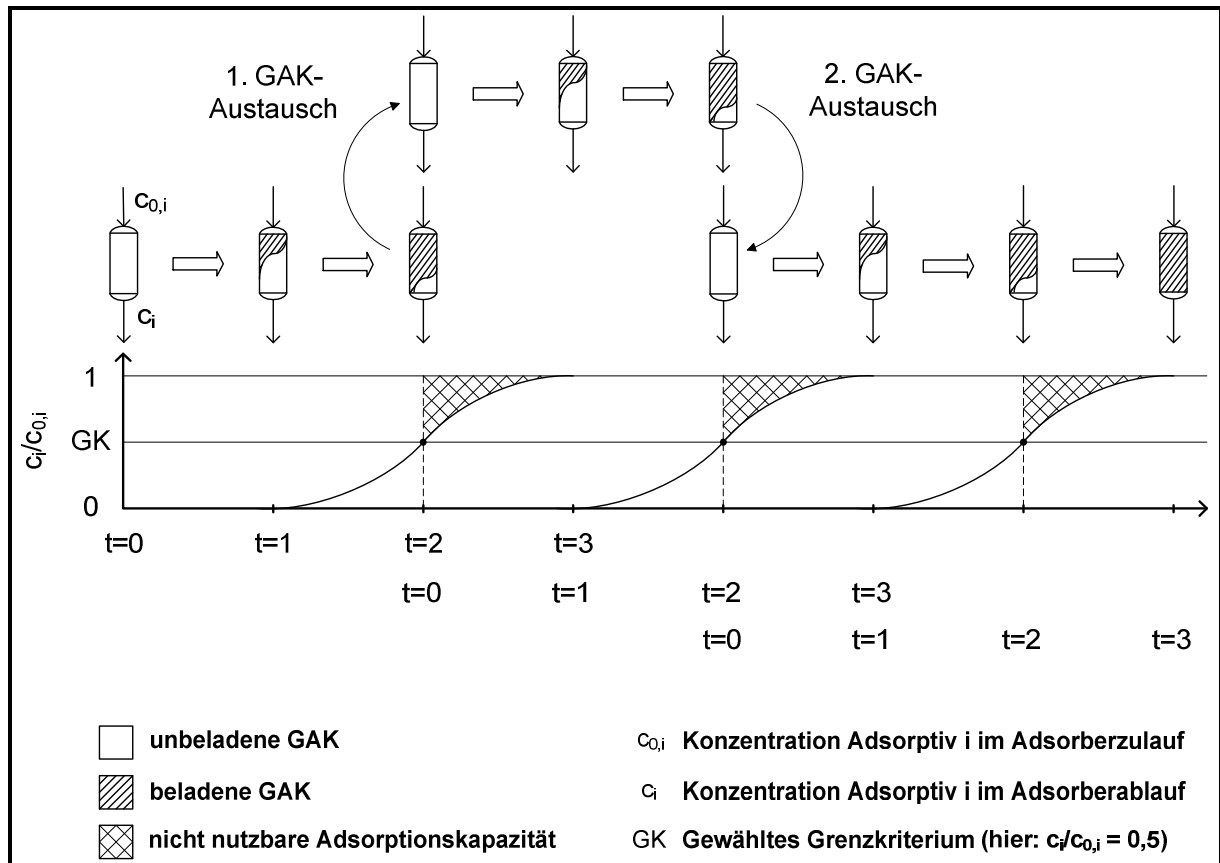 1. GAK-
Austausch
2. GAK-
Austausch
c0,i
ci
ci/c0,i
1
GK
0
t=0 t=1 t=2 t=3
t=0 t=1 t=2 t=3
t=0 t=1 t=2 t=3
unbeladene GAK
beladene GAK
nicht nutzbare Adsorptionskapazität
c0,i Konzentration Adsorptiv i im Adsorberzulauf
ci Konzentration Adsorptiv i im Adsorberablauf
GK Gewähltes Grenzkriterium (hier: ci/c0,i = 0,5)